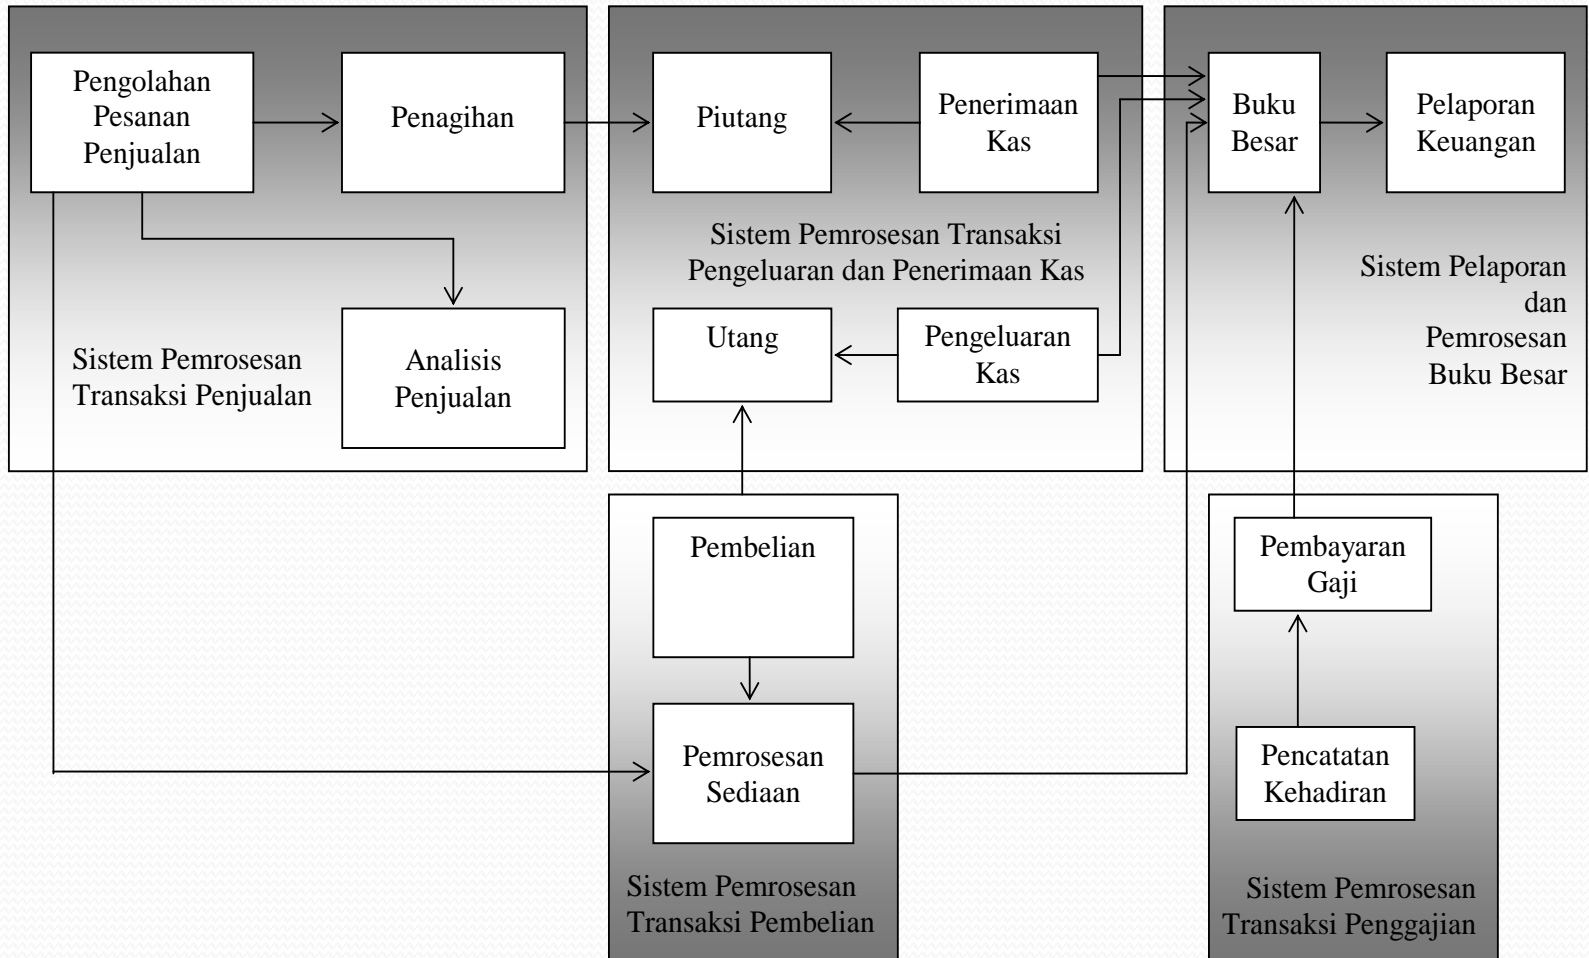 Pengolahan
Pesanan
Penjualan
Penagihan
Analisis
Penjualan
Sistem Pemrosesan
Transaksi Penjualan
Piutang
Penerimaan
Kas
Sistem Pemrosesan Transaksi
Pengeluaran dan Penerimaan Kas
Utang
Pengeluaran
Kas
Buku
Besar
Pelaporan
Keuangan
Sistem Pelaporan
dan
Pemrosesan
Buku Besar
Pembelian
Pemrosesan
Sediaan
Sistem Pemrosesan
Transaksi Pembelian
Pembayaran
Gaji
Pencatatan
Kehadiran
Sistem Pemrosesan
Transaksi Penggajian